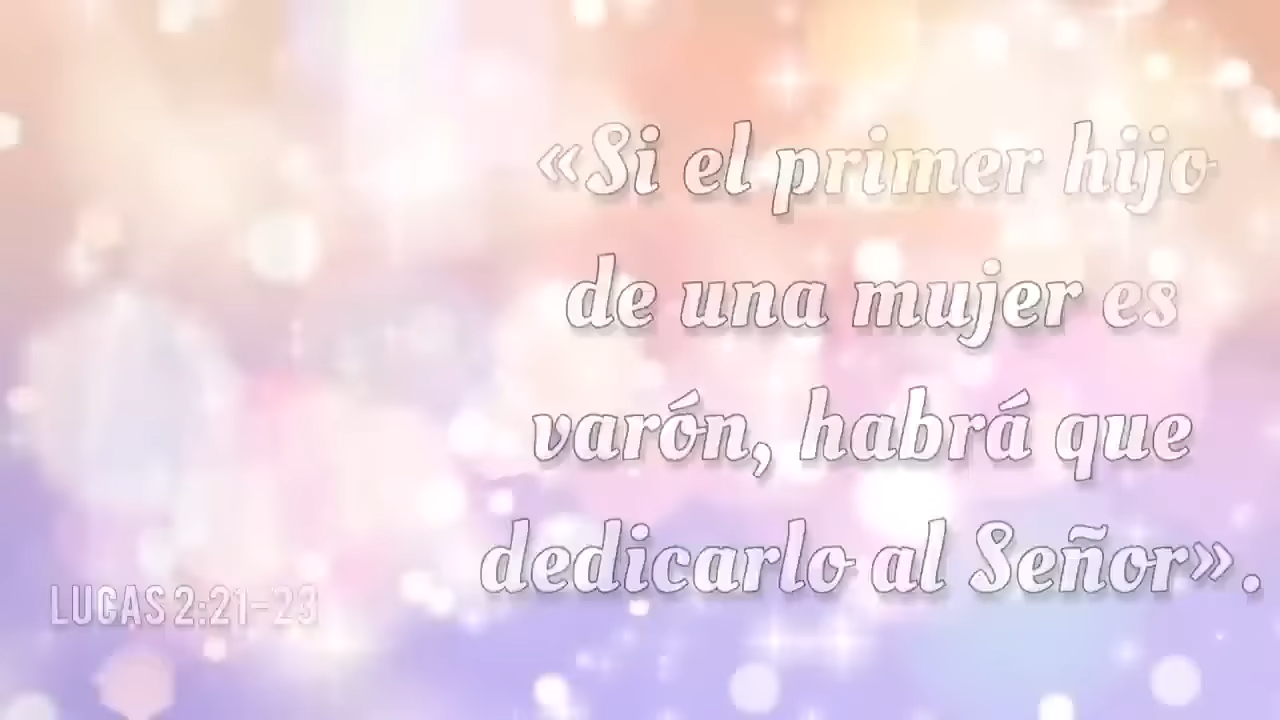 «Si el primer hijo
de una mujer es
varón, habrá que
dedicarlo al Señor».
LUCAS 2:21-23